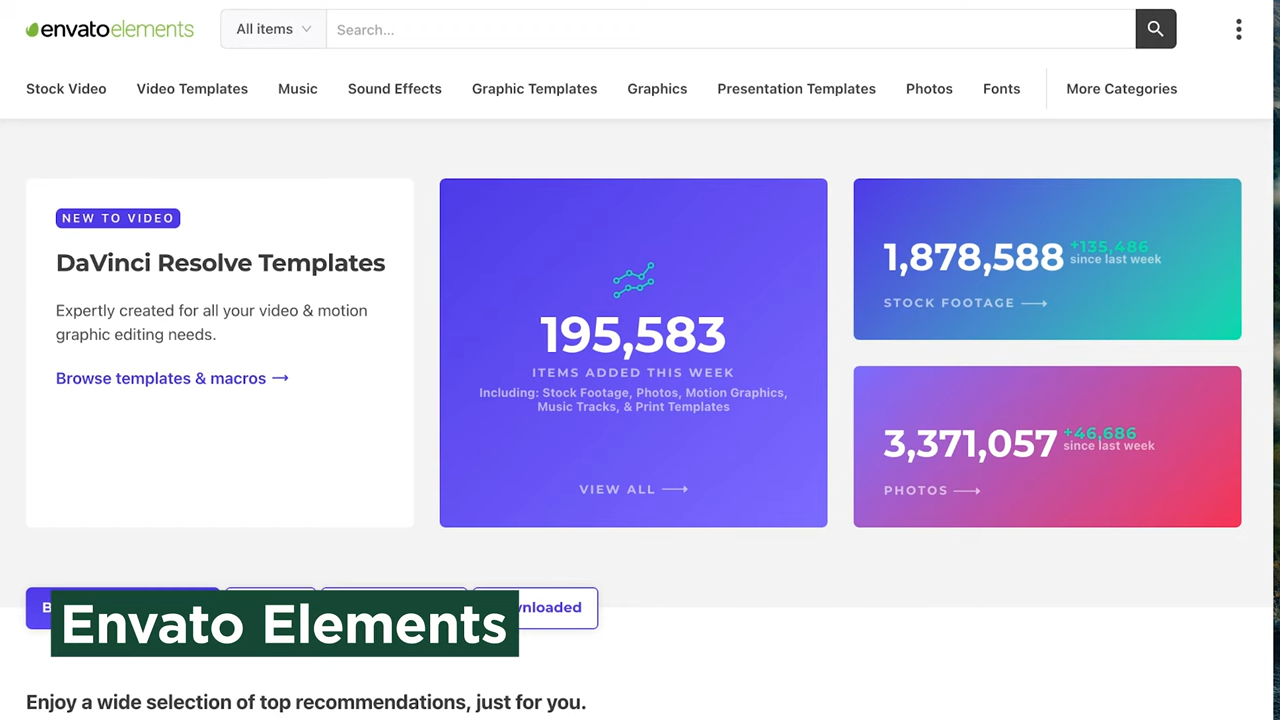 envatoelements
All items
Search...
Stock Video
Video Templates
Music
Sound Effects
Graphic Templates
Graphics
Presentation Templates
Photos
Fonts
More Categories
NEW TO VIDEO
DaVinci Resolve Templates
Expertly created for all your video & motion
graphic editing needs.
Browse templates & macros →
195,583
ITEMS ADDED THIS WEEK
Including: Stock Footage, Photos, Motion Graphics,
Music Tracks, & Print Templates
VIEW ALL →
1,878,588
+135,486
since last week
STOCK FOOTAGE →
3,371,057
+46,686
since last week
PHOTOS →
Envato Elements
Enjoy a wide selection of top recommendations, just for you.